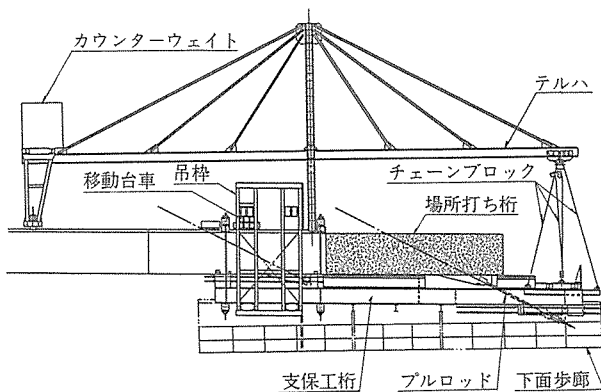 カウンターウェイト
テルハ
チェーンブロック
吊枠
移動台車
場所打ち桁
支保工桁
プルロッド
下面歩廊